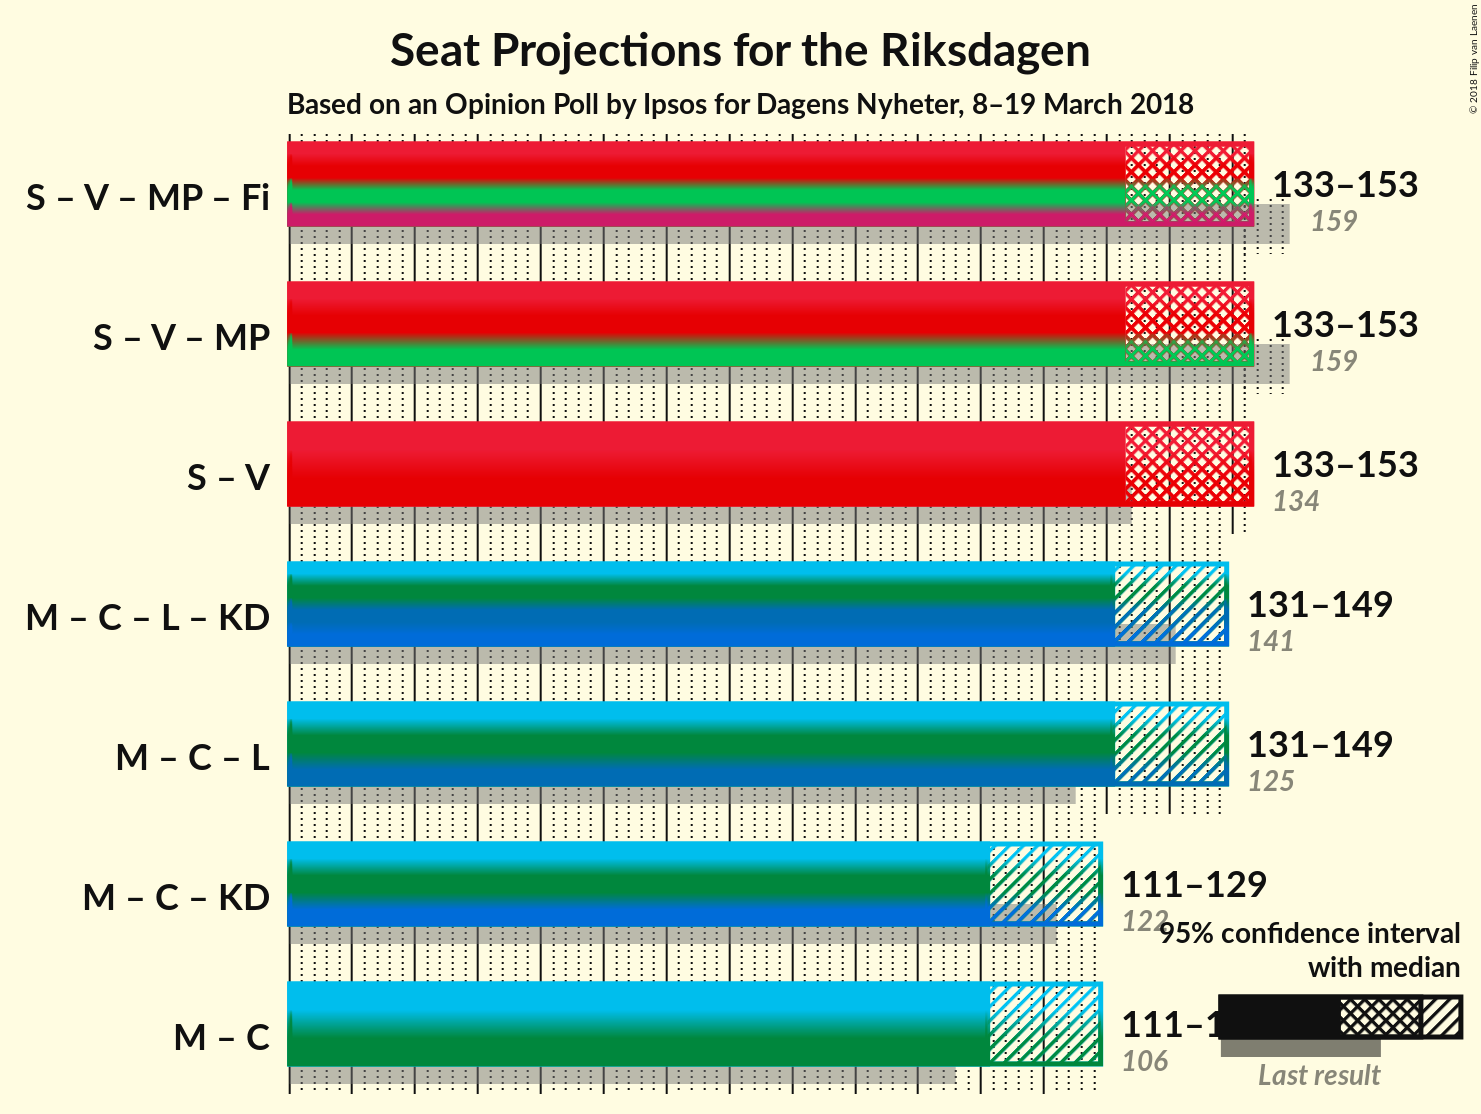 Seat Projections for the Riksdagen
Based on an Opinion Poll by Ipsos for Dagens Nyheter, 8–19 March 2018
© 2018 Filip van Laenen
S – V – MP – Fi
133–153
159
S – V – MP
133–153
159
S – V
133–153
134
M – C – L – KD
131–149
141
M – C – L
131–149
125
M – C – KD
111–129
122
M – C
111–1
106
95% confidence interval
with median
Last result